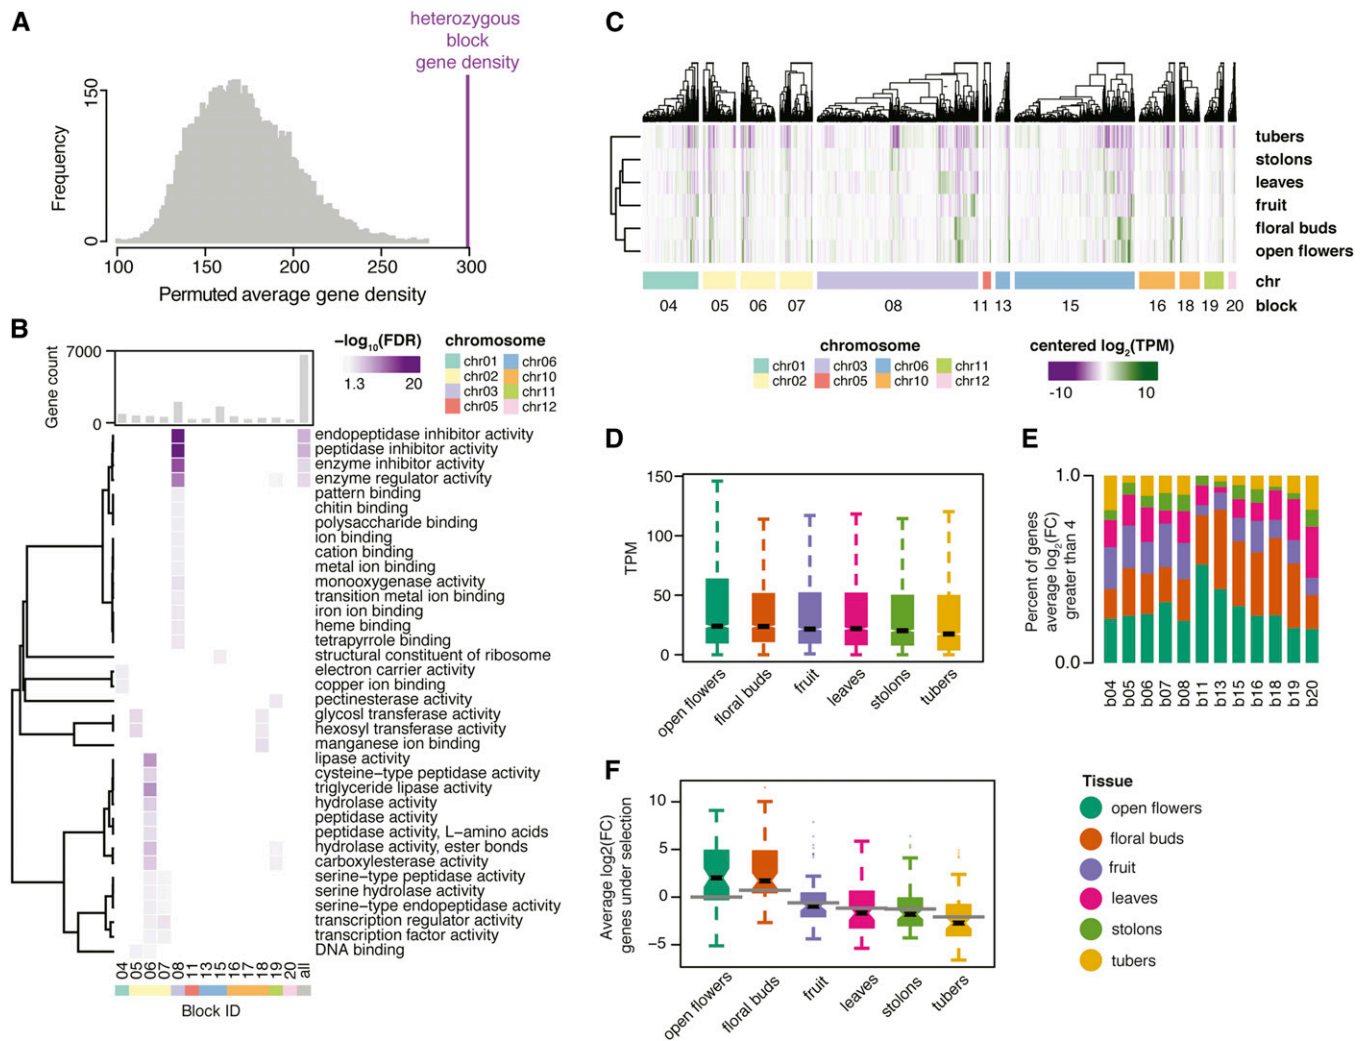 A
heterozygous
block
gene density
Frequency
150
0
100 150 200 250 300
Permuted average gene density
B
−log10(FDR)
1.3 20
chromosome
chr01 chr06
chr02 chr10
chr03 chr11
chr05 chr12
Gene count
7000
0
endopeptidase inhibitor activity
peptidase inhibitor activity
enzyme inhibitor activity
enzyme regulator activity
pattern binding
chitin binding
polysaccharide binding
ion binding
cation binding
metal ion binding
monooxygenase activity
transition metal ion binding
iron ion binding
heme binding
tetrapyrrole binding
structural constituent of ribosome
electron carrier activity
copper ion binding
pectinesterase activity
glycosl transferase activity
hexosyl transferase activity
manganese ion binding
lipase activity
cysteine−type peptidase activity
triglyceride lipase activity
hydrolase activity
peptidase activity
peptidase activity, L−amino acids
hydrolase activity, ester bonds
carboxylesterase activity
serine−type peptidase activity
serine hydrolase activity
serine−type endopeptidase activity
transcription regulator activity
transcription factor activity
DNA binding
04 05 06 07 08 11 13 15 16 17 18 19 20 all
Block ID
C
tubers
stolons
leaves
fruit
floral buds
open flowers
chr
04 05 06 07 08 11 13 15 16 18 19 20 block
chromosome
chr01 chr03 chr06 chr11
chr02 chr05 chr10 chr12
centered log2(TPM)
-10 10
D
TPM
150
100
50
0
open flowers
floral buds
fruit
leaves
stolons
tubers
E
Percent of genes
average log2(FC)
greater than 4
1.0
0.0
b04 b05 b06 b07 b08 b11 b13 b15 b16 b18 b19 b20
F
Average log2(FC)
genes under selection
10
5
0
−5
open flowers
floral buds
fruit
leaves
stolons
tubers
Tissue
open flowers
floral buds
fruit
leaves
stolons
tubers